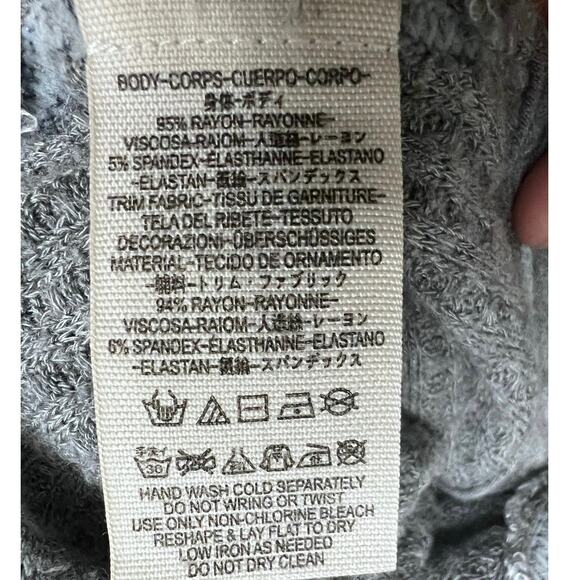 BODY-CORPS-CUERPO-CORPO-
身体-ボディ
95% RAYON-RAYONNE-
VISCOSA-RAIOM-人造絲-レーヨン
5% SPANDEX-ELASTHANNE-ELASTANO
-ELASTAN-氨綸-スパンデックス
TRIM FABRIC-TISSU DE GARNITURE-
TELA DEL RIBETE-TESSUTO
DECORAZIONI-ÜBERSCHÜSSIGES
MATERIAL-TECIDO DE ORNAMENTO
-トリム・ファブリック
94% RAYON-RAYONNE-
VISCOSA-RAIOM-人造絲-レーヨン
6% SPANDEX-ELASTHANNE-ELASTANO
-ELASTAN-氨綸-スパンデックス
手洗イ
30
HAND WASH COLD SEPARATELY
DO NOT WRING OR TWIST
USE ONLY NON-CHLORINE BLEACH
RESHAPE & LAY FLAT TO DRY
LOW IRON AS NEEDED
DO NOT DRY CLEAN